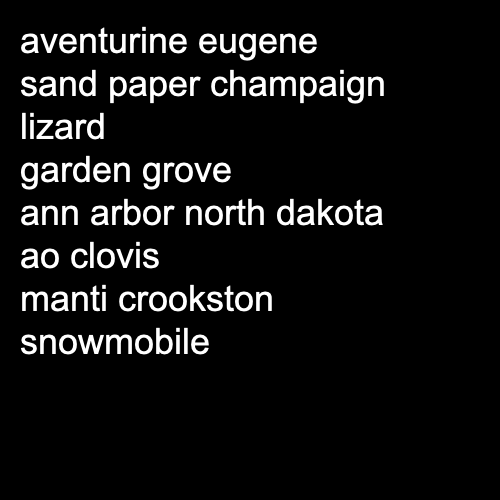 aventurine eugene
sand paper champaign
lizard
garden grove
ann arbor north dakota
ao clovis
manti crookston
snowmobile